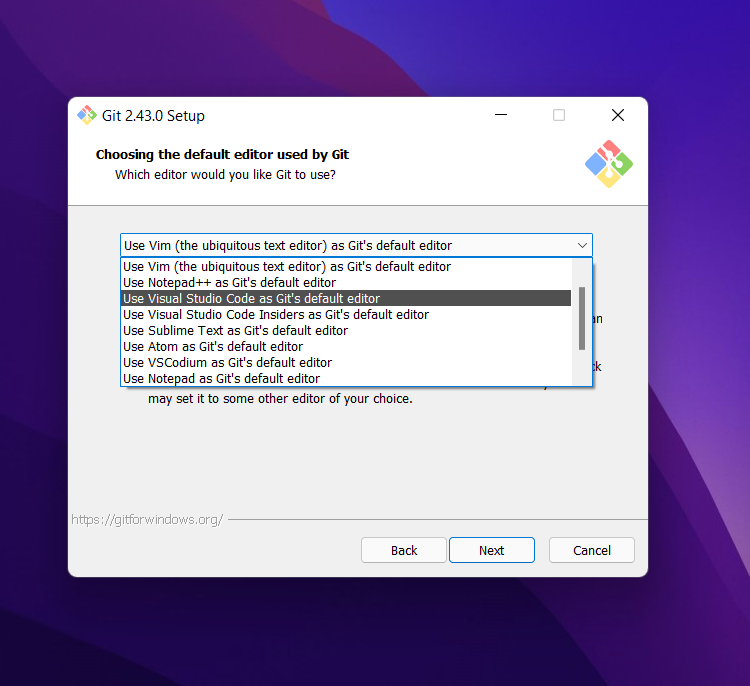 Git 2.43.0 Setup
Choosing the default editor used by Git
Which editor would you like Git to use?
Use Vim (the ubiquitous text editor) as Git's default editor
Use Vim (the ubiquitous text editor) as Git's default editor
Use Notepad++ as Git's default editor
Use Visual Studio Code as Git's default editor
Use Visual Studio Code Insiders as Git's default editor
Use Sublime Text as Git's default editor
Use Atom as Git's default editor
Use VSCodium as Git's default editor
Use Notepad as Git's default editor
may set it to some other editor of your choice.
https://gitforwindows.org/
Back
Next
Cancel